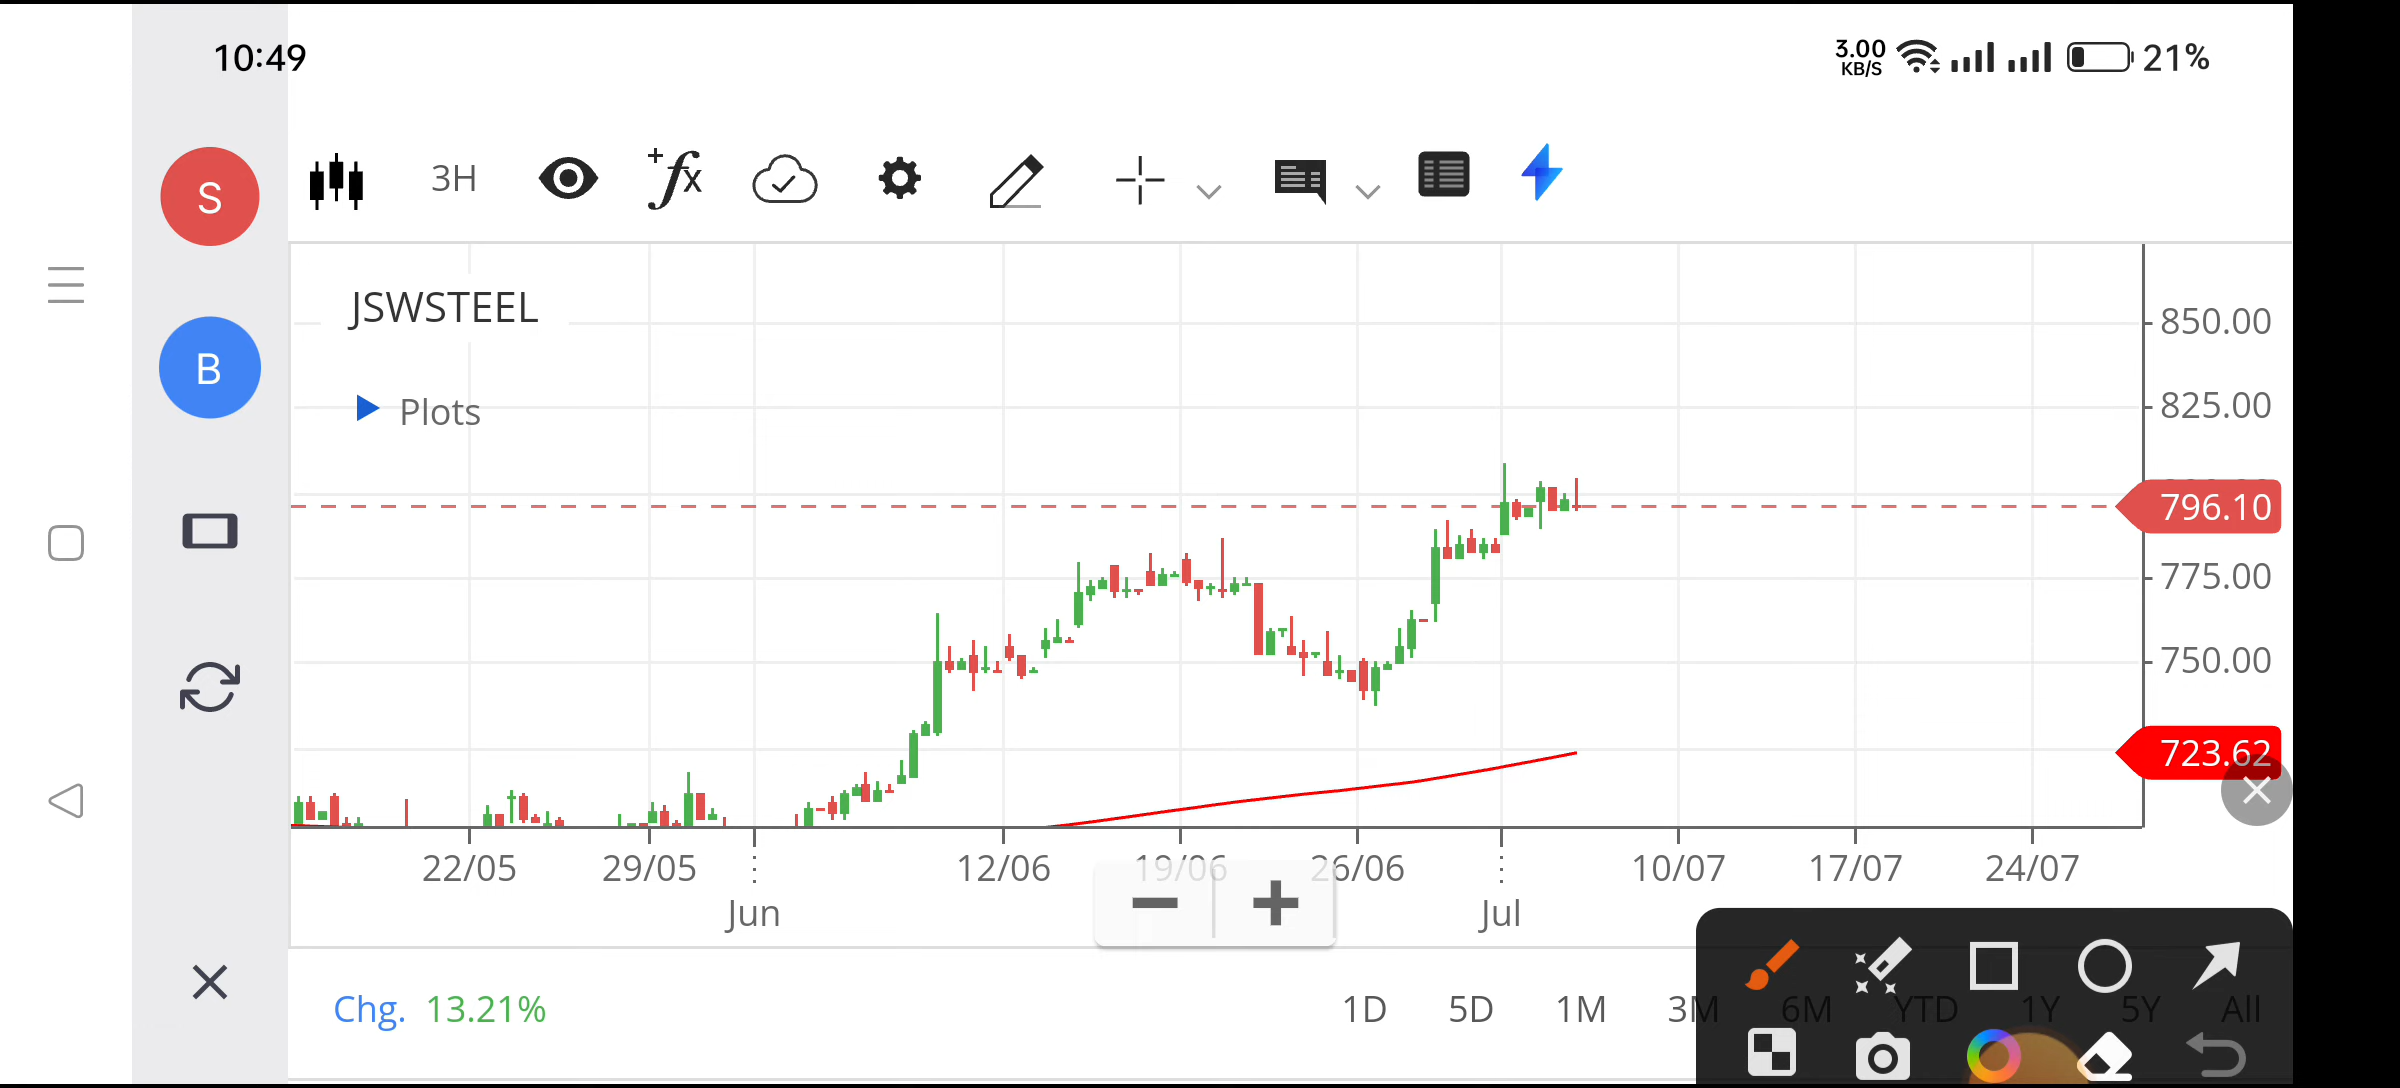 10:49
3.00
KB/S
21%
S
B
3H
+fx
JSWSTEEL
Plots
850.00
825.00
796.10
775.00
750.00
723.62
22/05 29/05 12/06 19/06 26/06 10/07 17/07 24/07
Jun Jul
Chg. 13.21%
1D 5D 1M 3M 6M YTD 1Y 5Y All